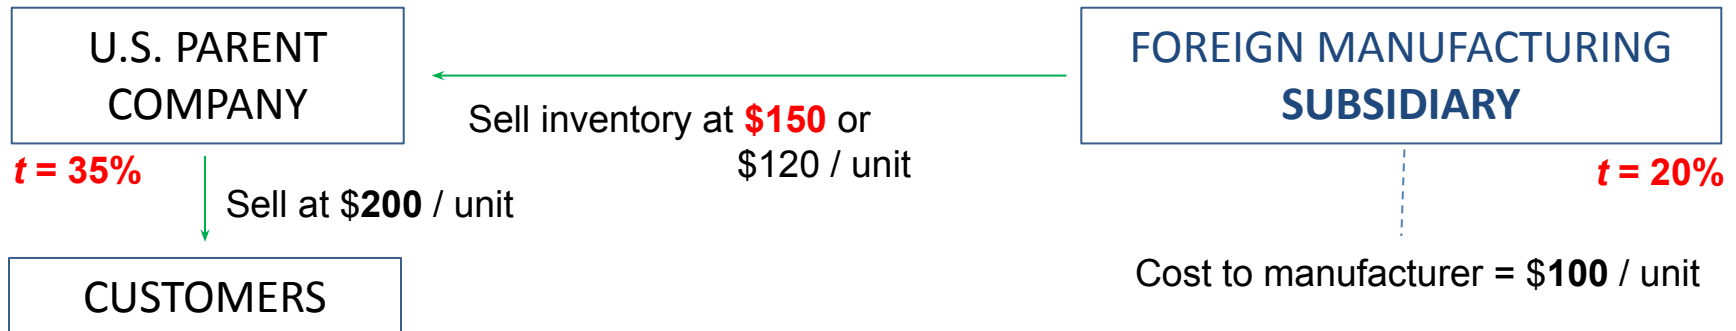 U.S. PARENT
COMPANY
FOREIGN MANUFACTURING
SUBSIDIARY
Sell inventory at $150 or
$120 / unit
t = 35%
t = 20%
Sell at $200 / unit
Cost to manufacturer = $100 / unit
CUSTOMERS